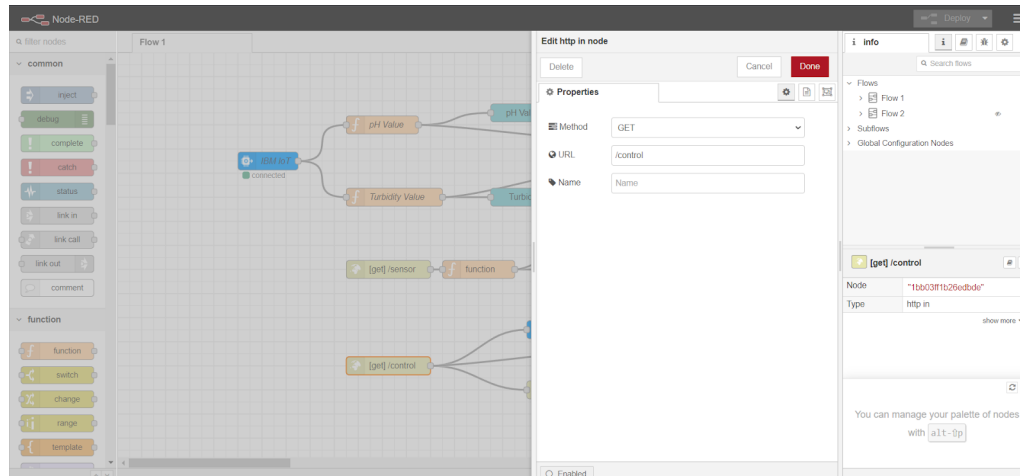 Node-RED
Deploy
filter nodes
common
inject
debug
complete
catch
status
link in
link call
link out
comment
function
function
switch
change
range
template
Flow 1
IBM IoT
connected
pH Value
pH Val
Turbidity Value
Turbid
[get] /sensor
function
[get] /control
Edit http in node
Delete
Cancel
Done
Properties
Method
GET
URL
/control
Name
Name
Enabled
i info
i
Search flows
Flows
Flow 1
Flow 2
Subflows
Global Configuration Nodes
[get] /control
Node
"1bb03ff1b26edbde"
Type
http in
show more
You can manage your palette of nodes
with alt-⇧p